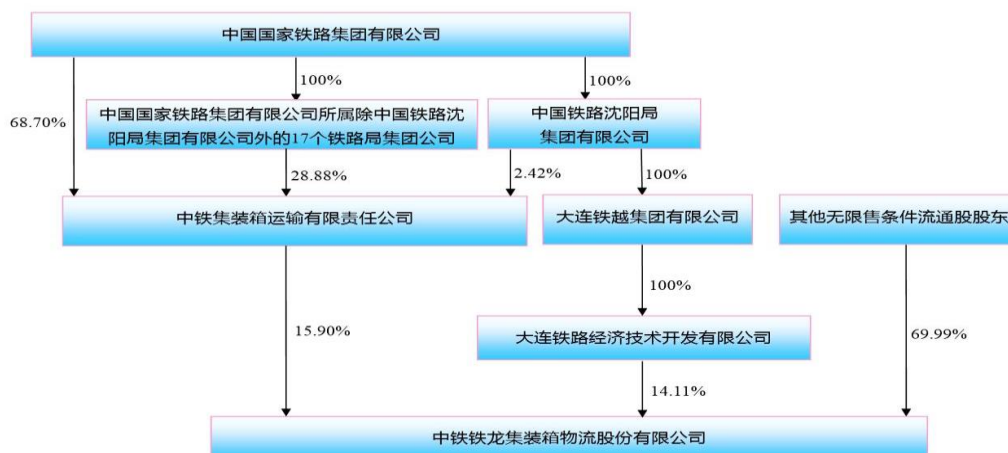 中国国家铁路集团有限公司
100%
100%
68.70%
中国国家铁路集团有限公司所属除中国铁路沈
阳局集团有限公司外的17个铁路局集团公司
中国铁路沈阳局
集团有限公司
28.88%
2.42%
100%
中铁集装箱运输有限责任公司
大连铁越集团有限公司
其他无限售条件流通股股东
100%
15.90%
大连铁路经济技术开发有限公司
69.99%
14.11%
中铁铁龙集装箱物流股份有限公司